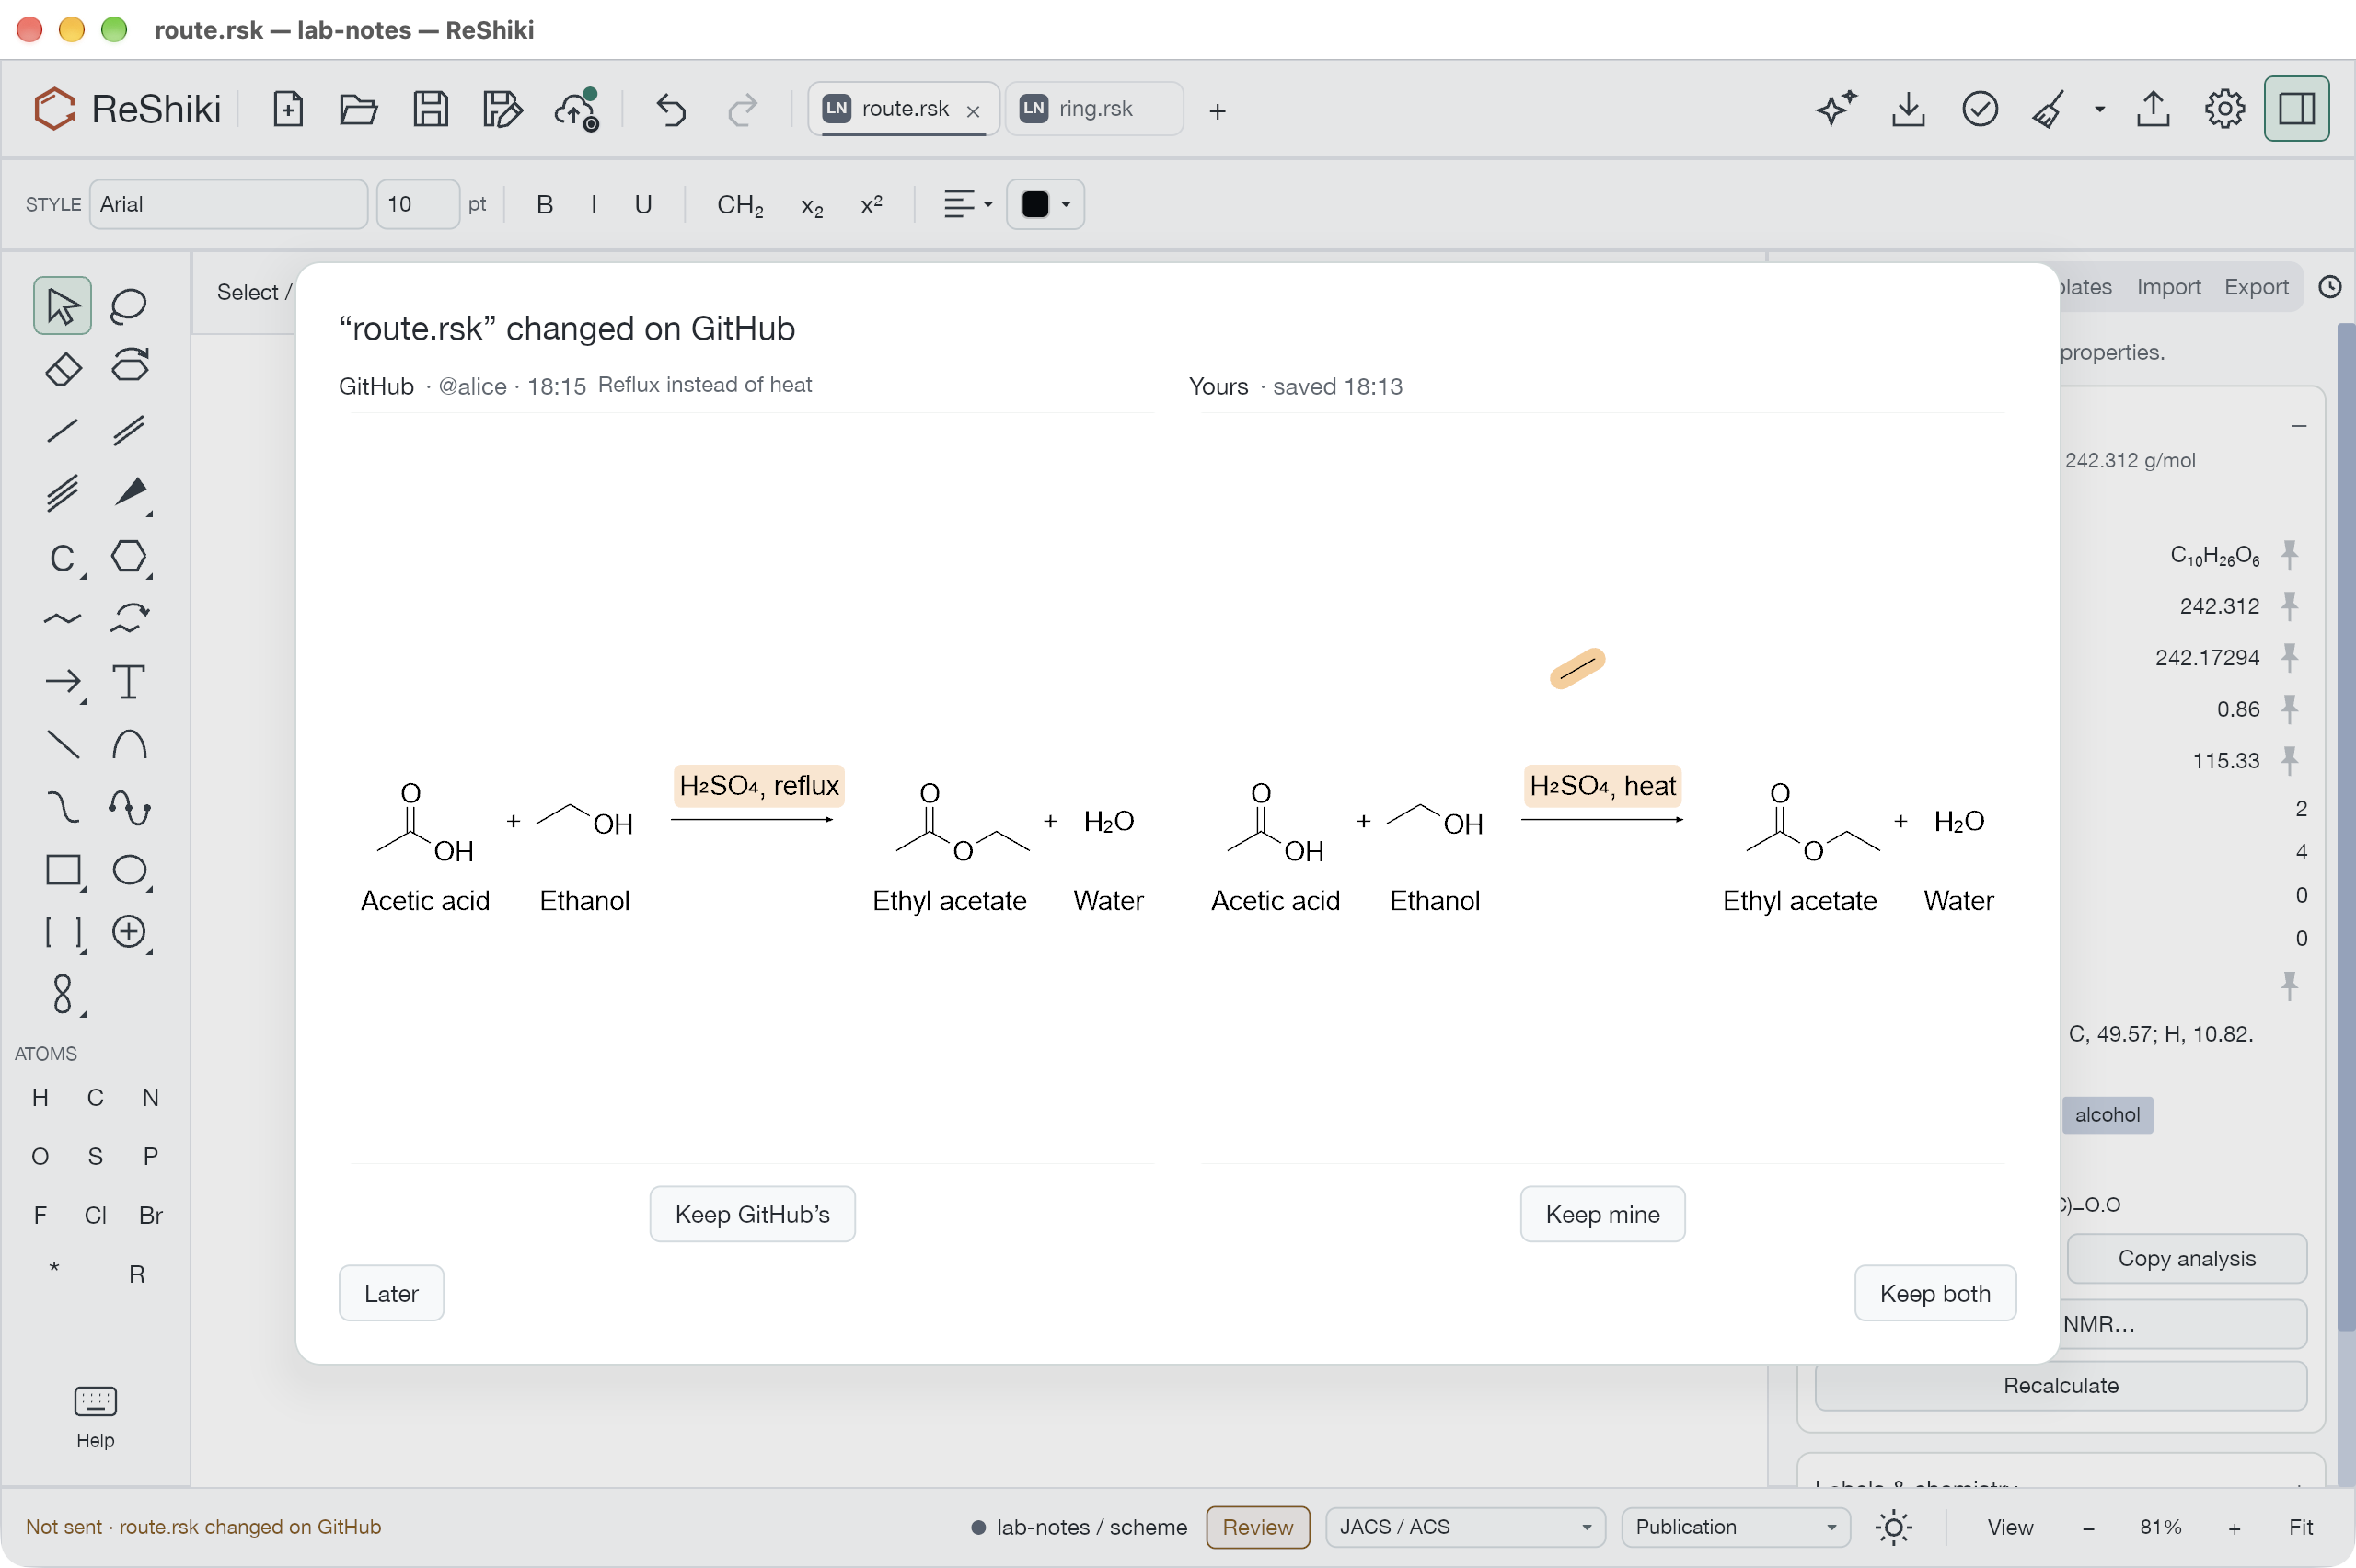 route.rsk — lab-notes — ReShiki
ReShiki
LN route.rsk
LN ring.rsk
STYLE Arial 10 pt B I U CH₂ x₂ x²
Select /
Import Export
properties.
“route.rsk” changed on GitHub
GitHub · @alice · 18:15 Reflux instead of heat
Yours · saved 18:13
H₂SO₄, reflux
O
OH
+
OH
O
O
+
H₂O
Acetic acid
Ethanol
Ethyl acetate
Water
H₂SO₄, heat
O
OH
+
OH
O
O
+
H₂O
Acetic acid
Ethanol
Ethyl acetate
Water
Keep GitHub’s
Keep mine
Later
Keep both
C
T
ATOMS
H C N
O S P
F Cl Br
* R
Help
242.312 g/mol
C₁₀H₂₆O₆
242.312
242.17294
0.86
115.33
2
4
0
0
C, 49.57; H, 10.82.
alcohol
)=O.O
Copy analysis
NMR…
Recalculate
Labels & chemistry
Not sent · route.rsk changed on GitHub
lab-notes / scheme
Review
JACS / ACS
Publication
View – 81% + Fit